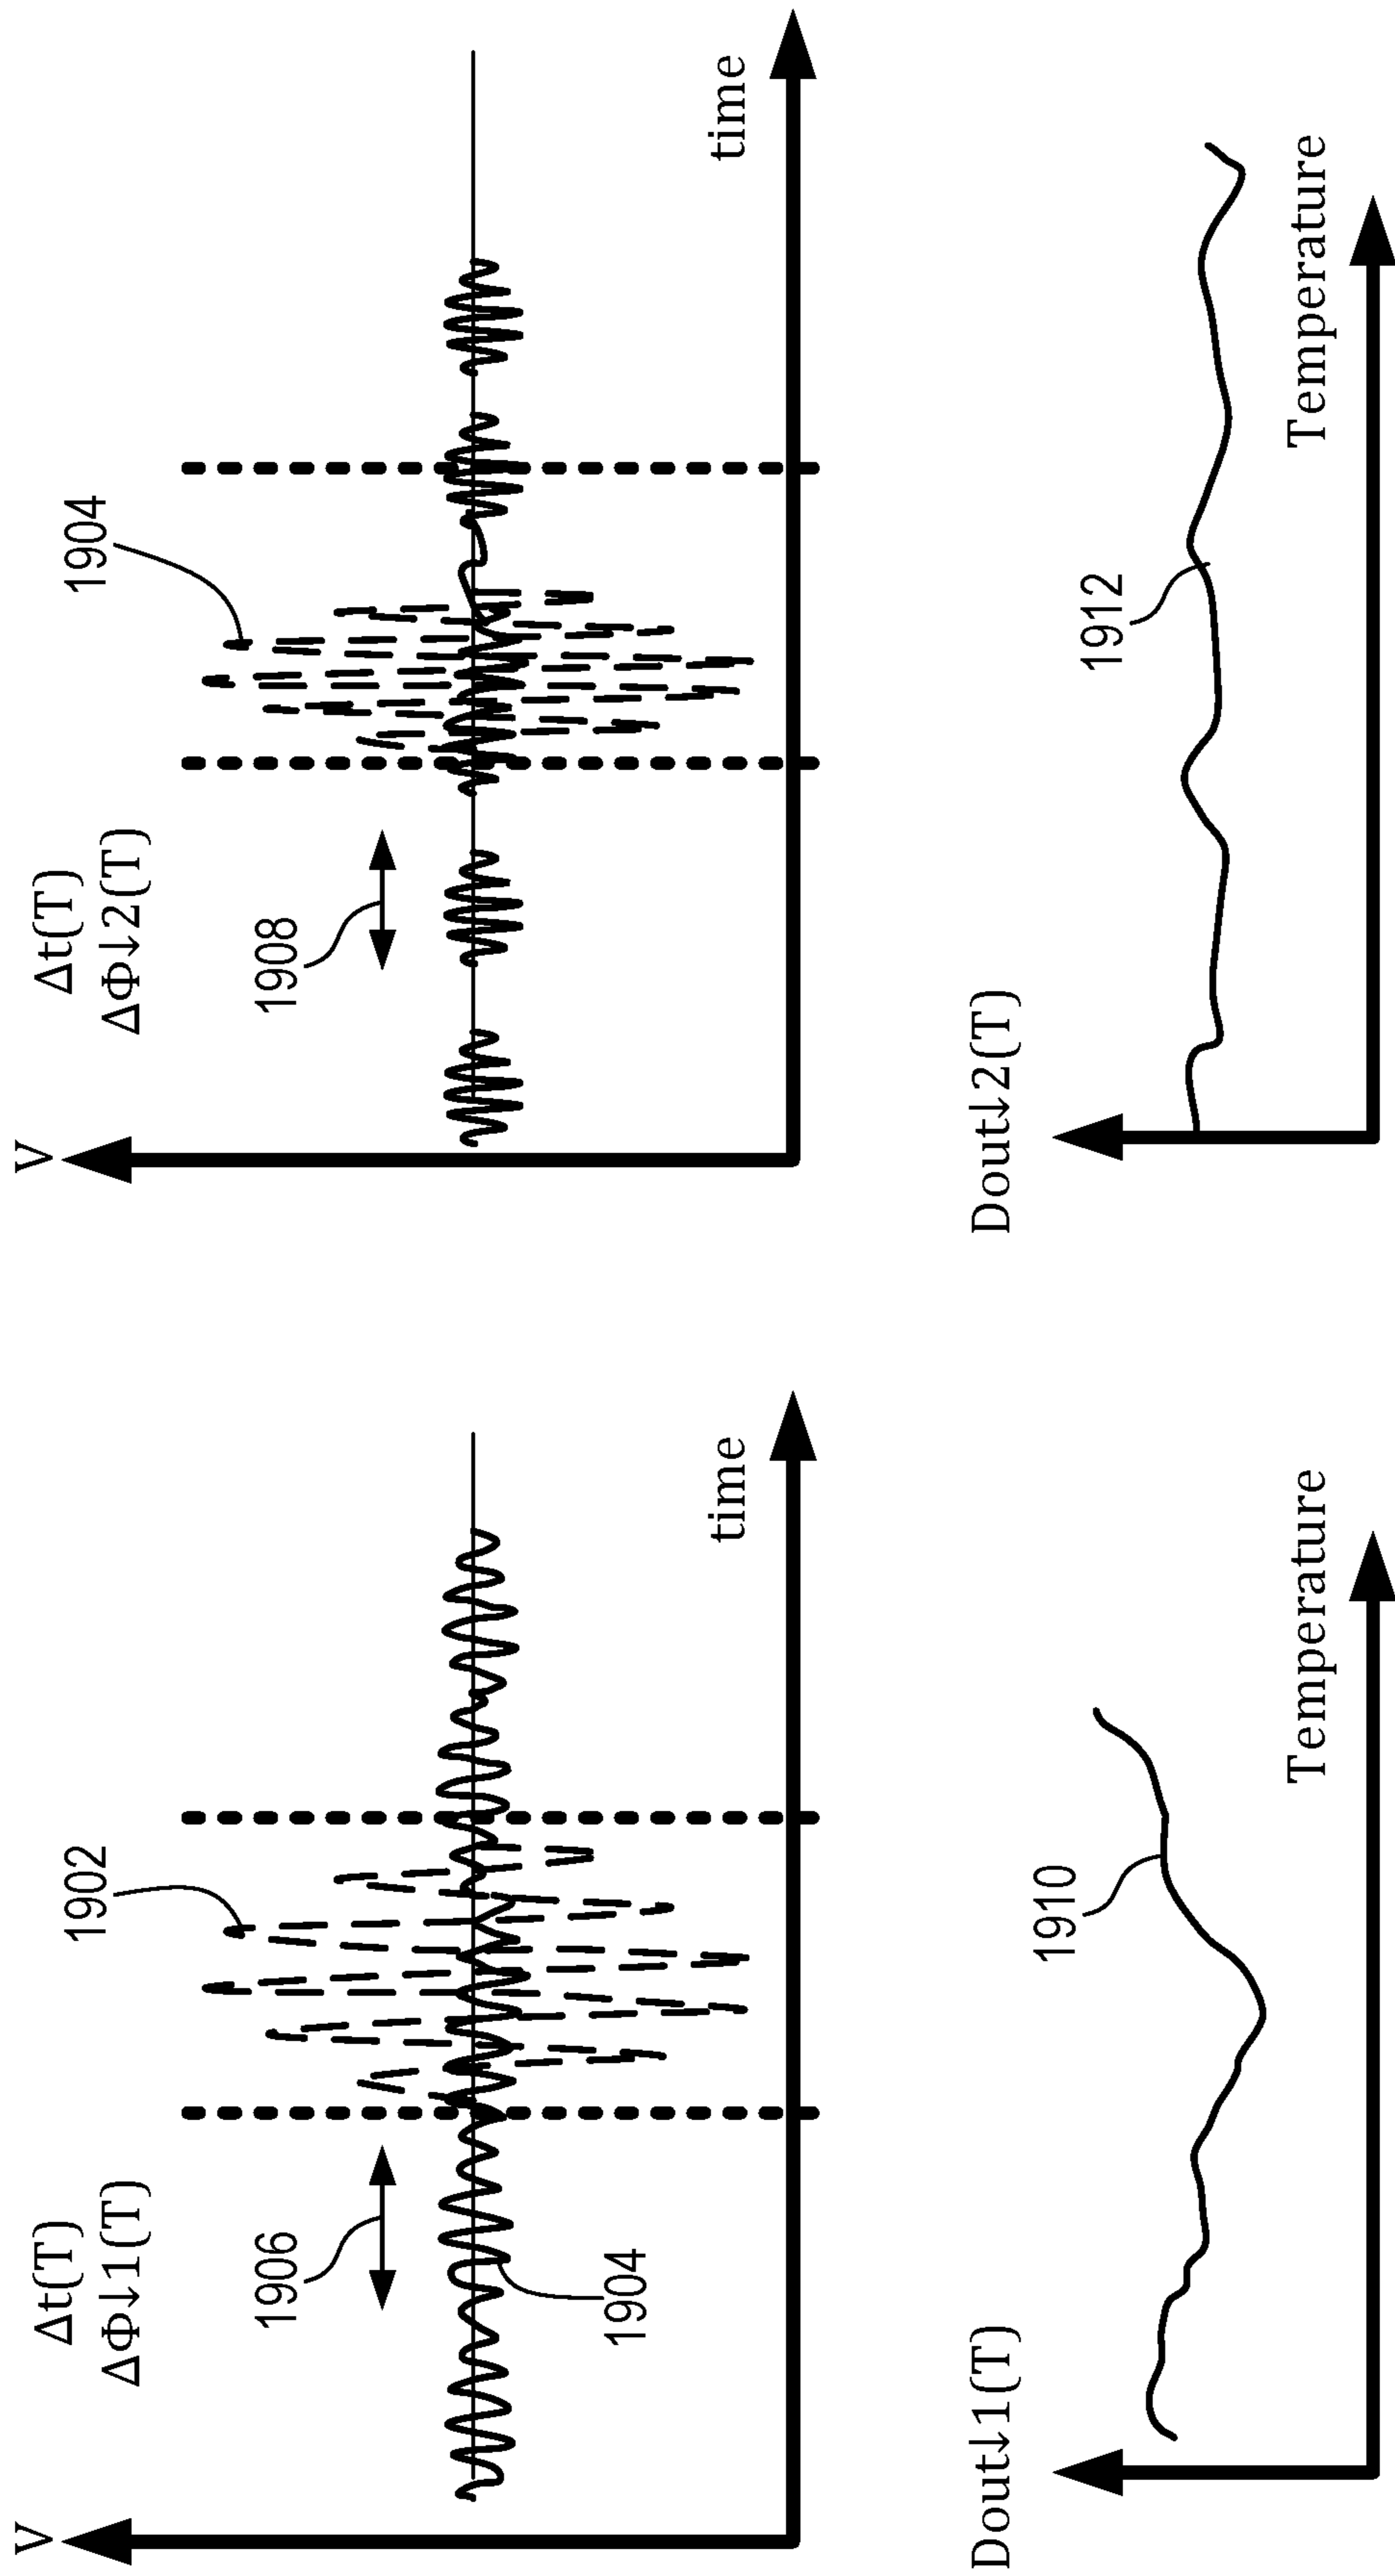 V
Δt(T)
ΔΦ↓1(T)
1902
1906
1904
time
Dout↓1(T)
1910
Temperature
V
Δt(T)
ΔΦ↓2(T)
1904
1908
time
Dout↓2(T)
1912
Temperature